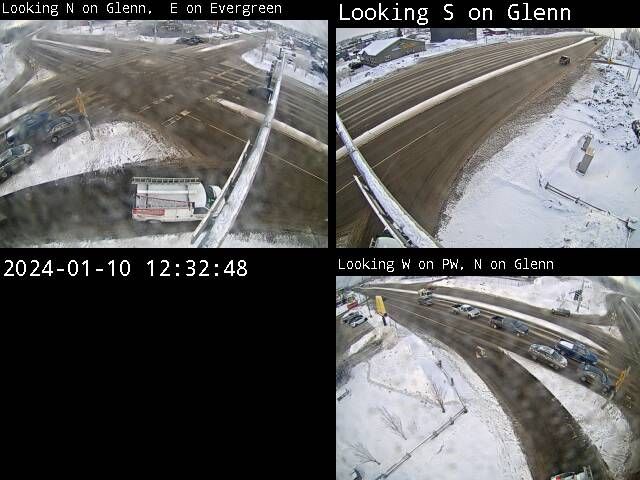 Looking N on Glenn, E on Evergreen
Looking S on Glenn
2024-01-10 12:32:48
Looking W on PW, N on Glenn